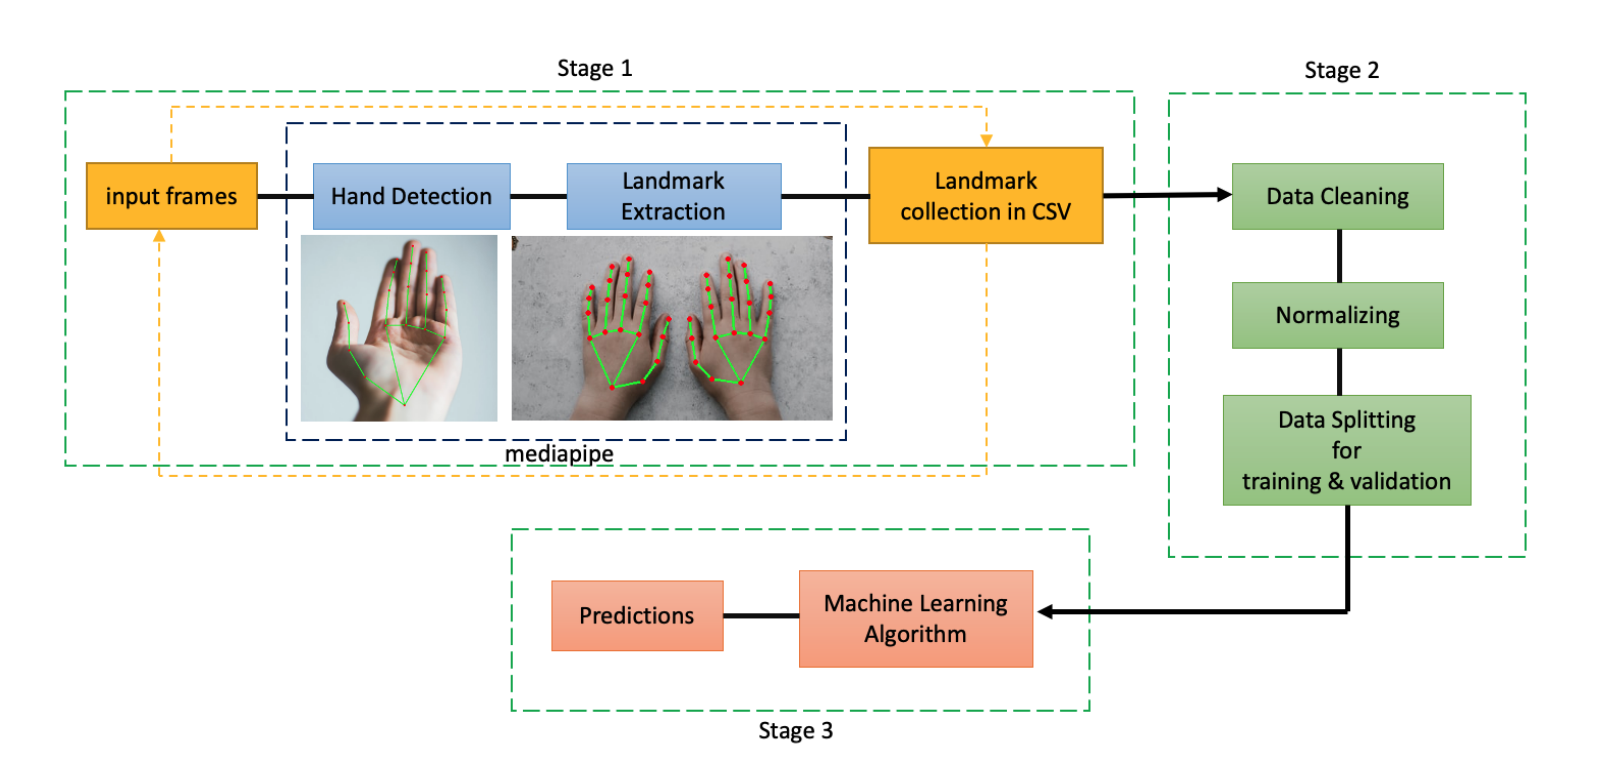 Stage 1
Stage 2
input frames
Hand Detection
Landmark
Extraction
Landmark
collection in CSV
mediapipe
Data Cleaning
Normalizing
Data Splitting
for
training & validation
Predictions
Machine Learning
Algorithm
Stage 3